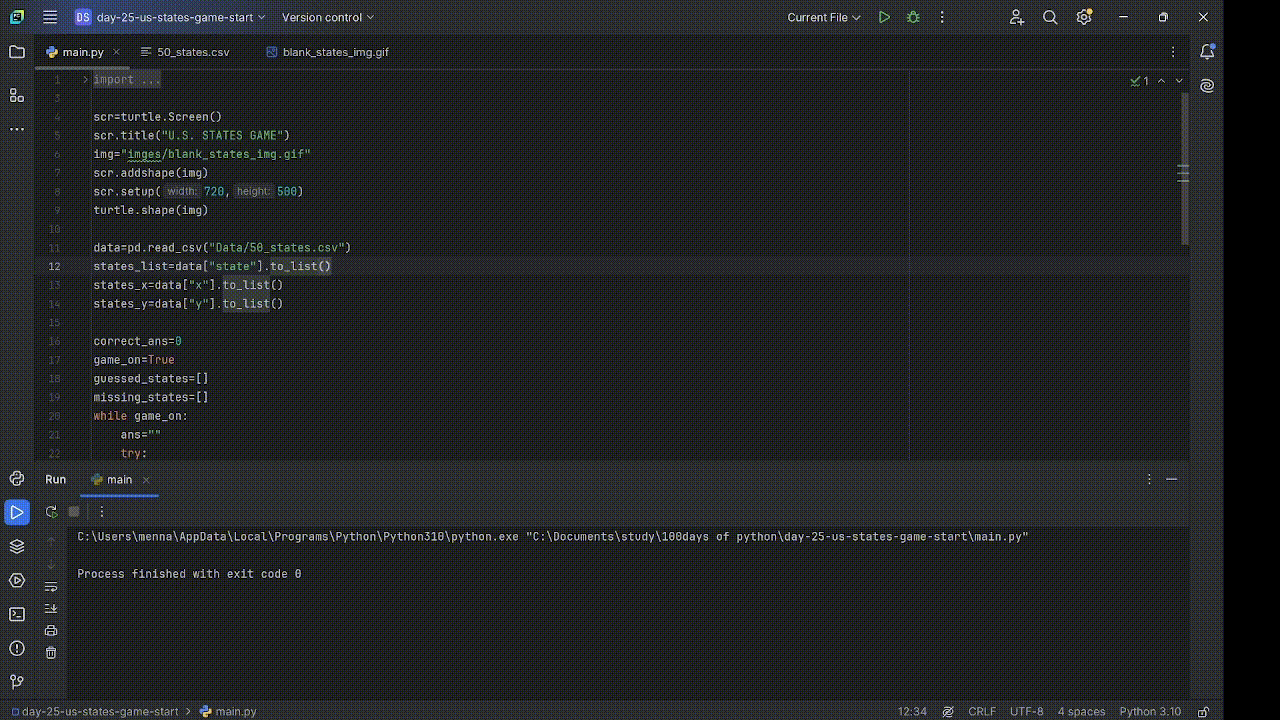 DS day-25-us-states-game-start Version control Current File
main.py 50_states.csv blank_states_img.gif
1 import ... 1
3
4 scr=turtle.Screen()
5 scr.title("U.S. STATES GAME")
6 img="imges/blank_states_img.gif"
7 scr.addshape(img)
8 scr.setup( width: 720, height: 500)
9 turtle.shape(img)
10
11 data=pd.read_csv("Data/50_states.csv")
12 states_list=data["state"].to_list()
13 states_x=data["x"].to_list()
14 states_y=data["y"].to_list()
15
16 correct_ans=0
17 game_on=True
18 guessed_states=[]
19 missing_states=[]
20 while game_on:
21 ans=""
22 try:
Run main
C:\Users\menna\AppData\Local\Programs\Python\Python310\python.exe "C:\Documents\study\100days of python\day-25-us-states-game-start\main.py"
Process finished with exit code 0
day-25-us-states-game-start main.py 12:34 CRLF UTF-8 4 spaces Python 3.10